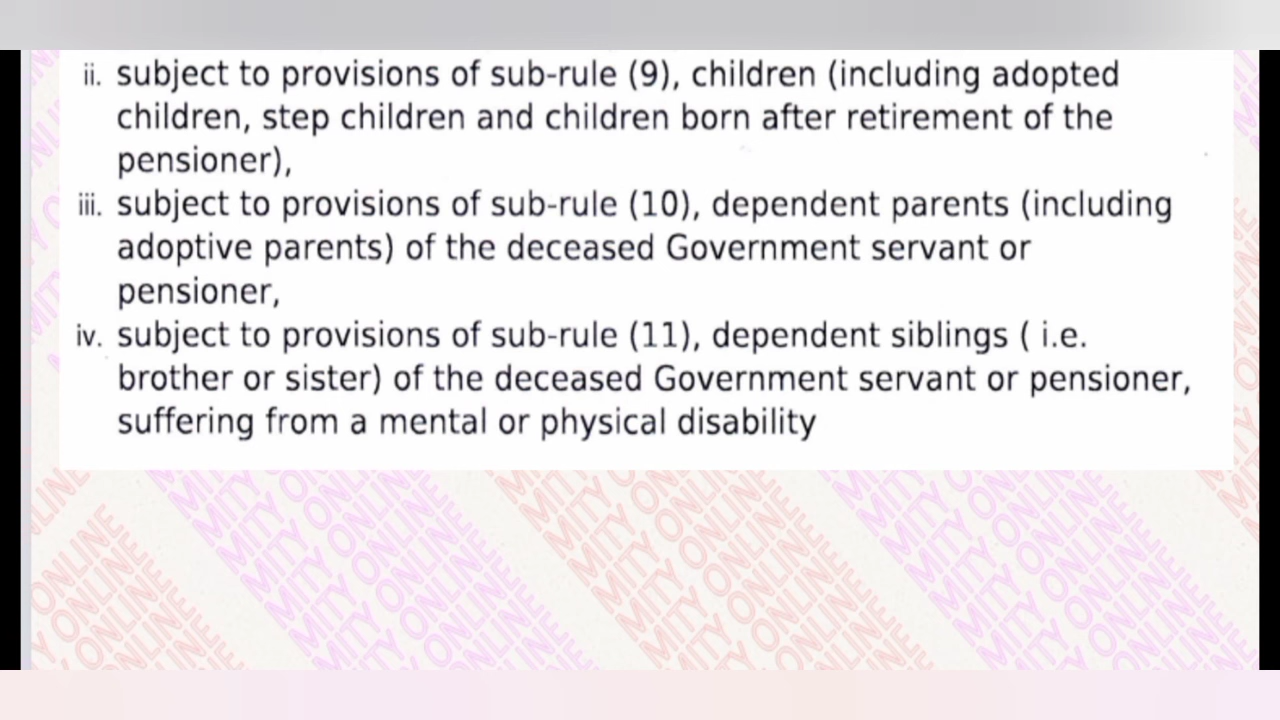 ii. subject to provisions of sub-rule (9), children (including adopted
children, step children and children born after retirement of the
pensioner),
iii. subject to provisions of sub-rule (10), dependent parents (including
adoptive parents) of the deceased Government servant or
pensioner,
iv. subject to provisions of sub-rule (11), dependent siblings ( i.e.
brother or sister) of the deceased Government servant or pensioner,
suffering from a mental or physical disability
MITY ONLINE